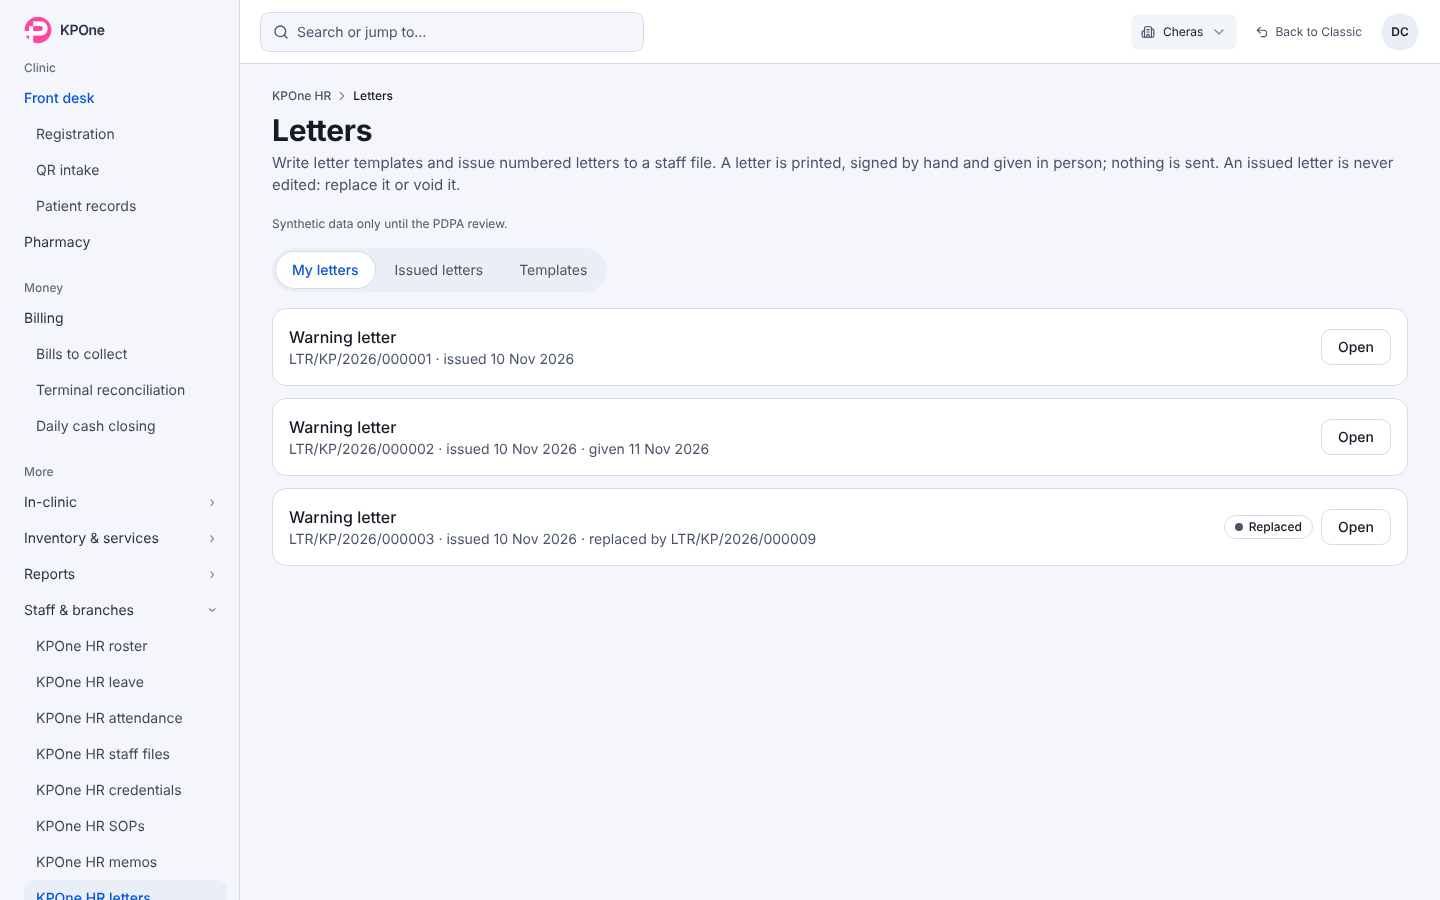 KPOne
Clinic
Front desk
Registration
QR intake
Patient records
Pharmacy
Money
Billing
Bills to collect
Terminal reconciliation
Daily cash closing
More
In-clinic
Inventory & services
Reports
Staff & branches
KPOne HR roster
KPOne HR leave
KPOne HR attendance
KPOne HR staff files
KPOne HR credentials
KPOne HR SOPs
KPOne HR memos
KPOne HR letters
Search or jump to...
Cheras
Back to Classic
DC
KPOne HR > Letters
Letters
Write letter templates and issue numbered letters to a staff file. A letter is printed, signed by hand and given in person; nothing is sent. An issued letter is never
edited: replace it or void it.
Synthetic data only until the PDPA review.
My letters Issued letters Templates
Warning letter
LTR/KP/2026/000001 · issued 10 Nov 2026
Open
Warning letter
LTR/KP/2026/000002 · issued 10 Nov 2026 · given 11 Nov 2026
Open
Warning letter
LTR/KP/2026/000003 · issued 10 Nov 2026 · replaced by LTR/KP/2026/000009
Replaced
Open